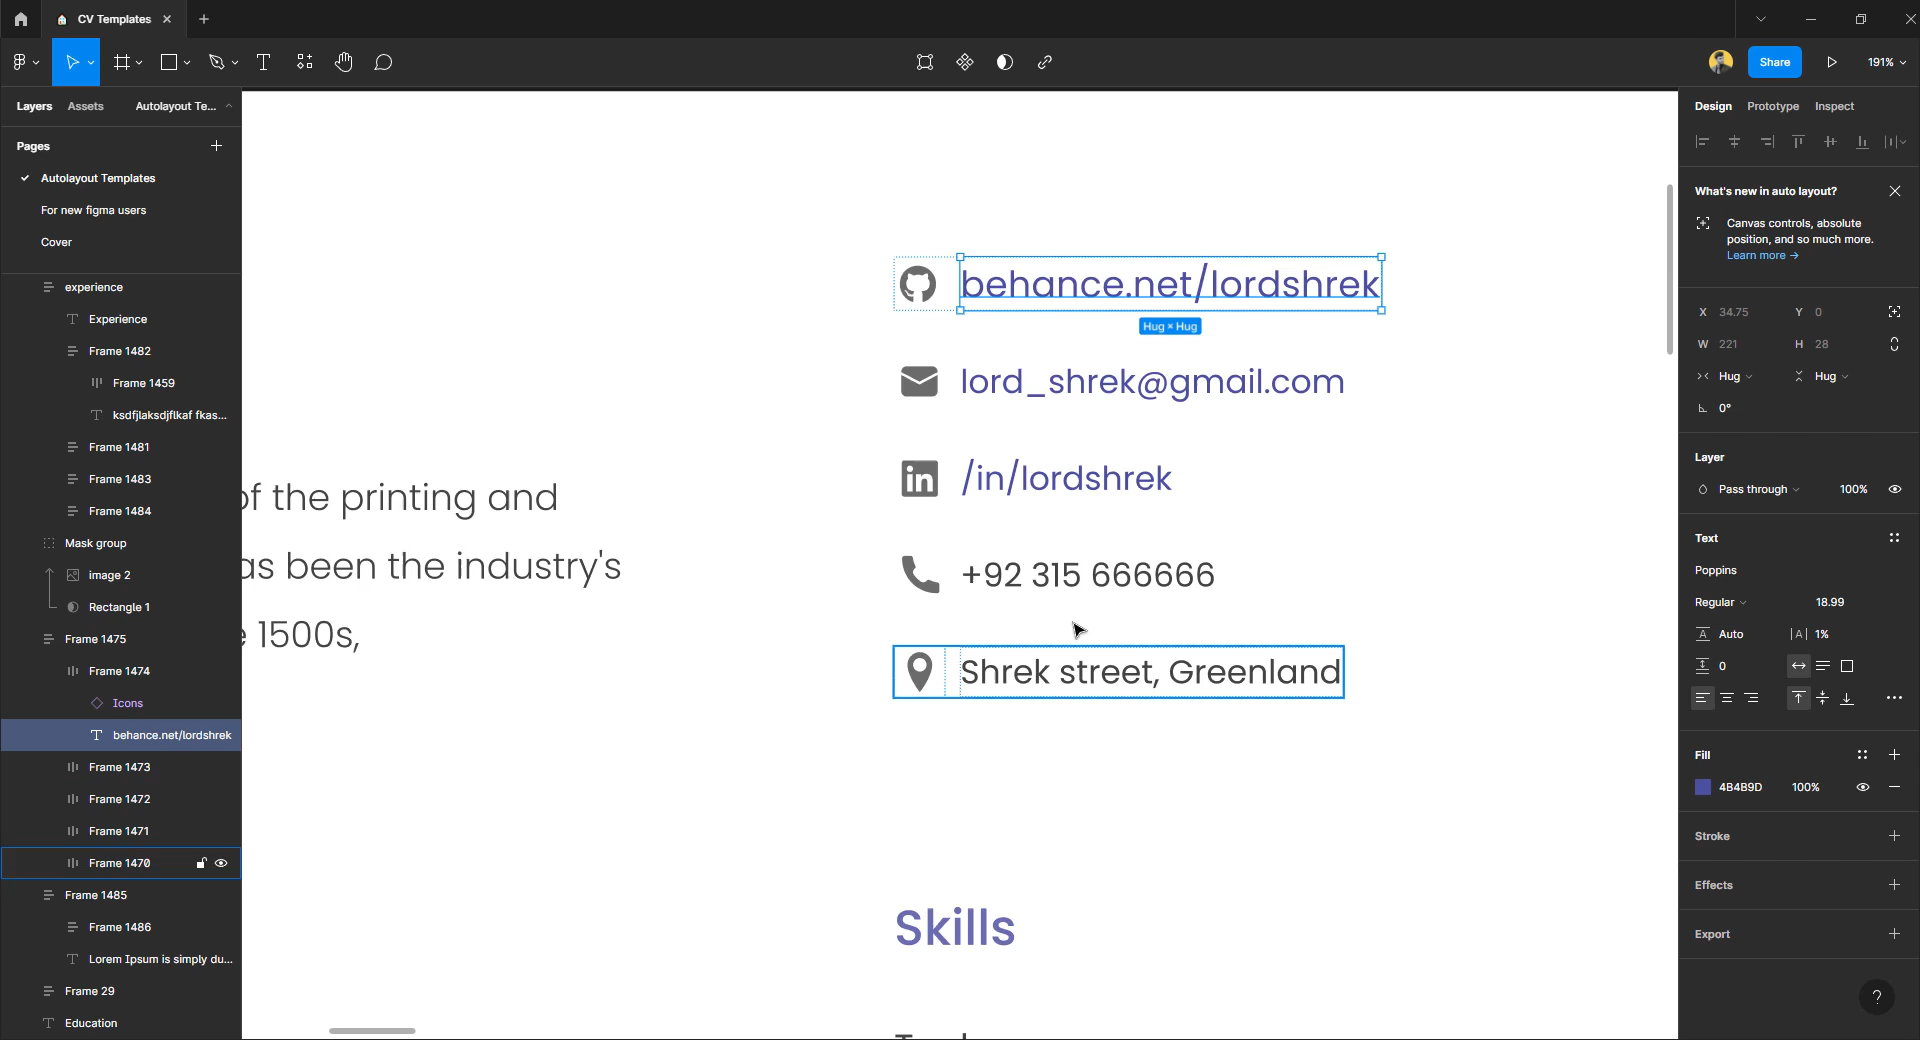 CV Templates
Share
191%
Layers
Assets
Autolayout Te...
Pages
Autolayout Templates
For new figma users
Cover
experience
Experience
Frame 1482
Frame 1459
ksdfjlaksdjflkaf fkas...
Frame 1481
Frame 1483
Frame 1484
Mask group
image 2
Rectangle 1
Frame 1475
Frame 1474
Icons
behance.net/lordshrek
Frame 1473
Frame 1472
Frame 1471
Frame 1470
Frame 1485
Frame 1486
Lorem Ipsum is simply du...
Frame 29
Education
of the printing and
as been the industry's
1500s,
behance.net/lordshrek
Hug × Hug
lord_shrek@gmail.com
in /in/lordshrek
+92 315 666666
Shrek street, Greenland
Skills
Design
Prototype
Inspect
What's new in auto layout?
Canvas controls, absolute
position, and so much more.
Learn more →
X 34.75 Y 0
W 221 H 28
Hug Hug
0°
Layer
Pass through 100%
Text
Poppins
Regular 18.99
A Auto |A| 1%
0
Fill
4B4B9D 100%
Stroke
Effects
Export
?